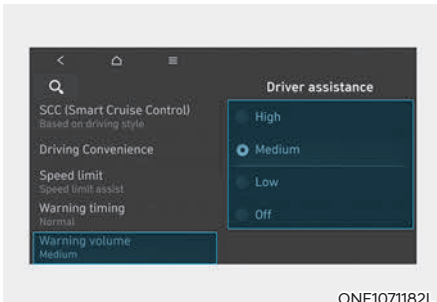 Driver assistance
SCC (Smart Cruise Control)
Based on driving style
Driving Convenience
Speed limit
Speed limit assist
Warning timing
Normal
Warning volume
Medium
High
Medium
Low
Off
ONE1071182L